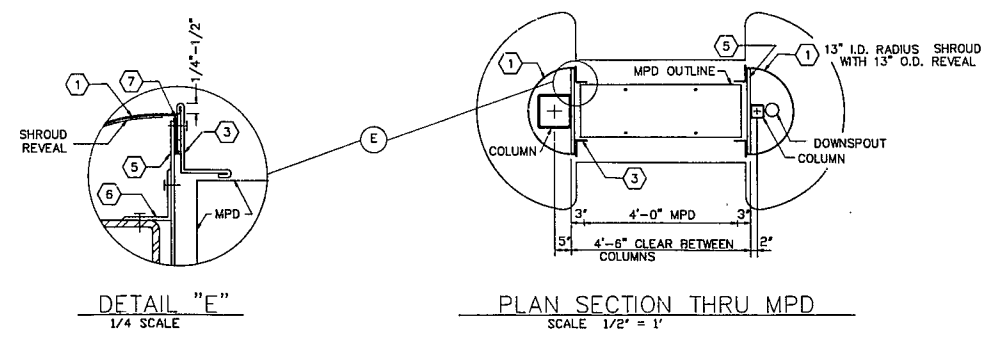 1/4"-1/2"
7
1
3
SHROUD
REVEAL
5
6
MPD
DETAIL "E"
1/4 SCALE
E
1
5
1
13" I.D. RADIUS SHROUD
WITH 13" O.D. REVEAL
MPD OUTLINE
COLUMN
DOWNSPOUT
COLUMN
3
3"
4'-0" MPD
3"
5"
4'-6" CLEAR BETWEEN
COLUMNS
2"
PLAN SECTION THRU MPD
SCALE 1/2" = 1'